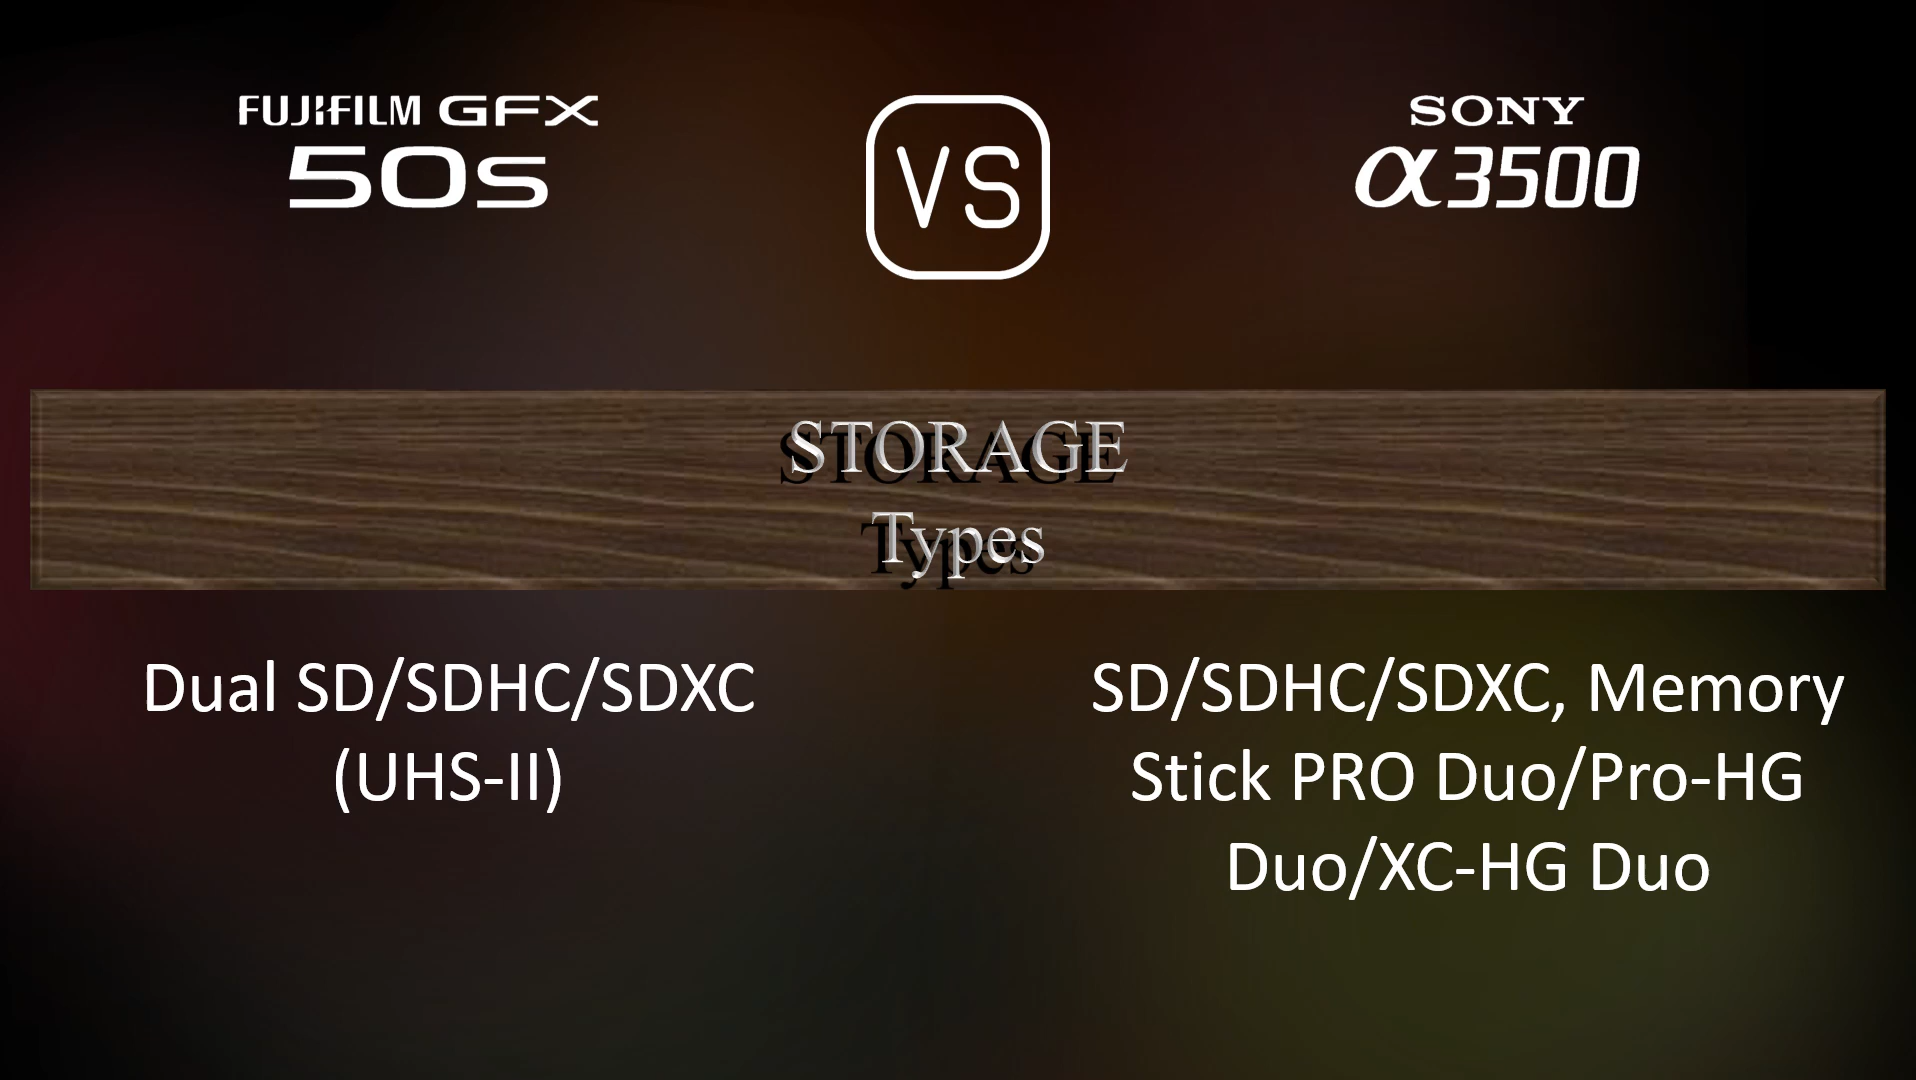 FUJIFILM GFX
50S
VS
SONY
α3500
STORAGE
Types
Dual SD/SDHC/SDXC
(UHS-II)
SD/SDHC/SDXC, Memory
Stick PRO Duo/Pro-HG
Duo/XC-HG Duo